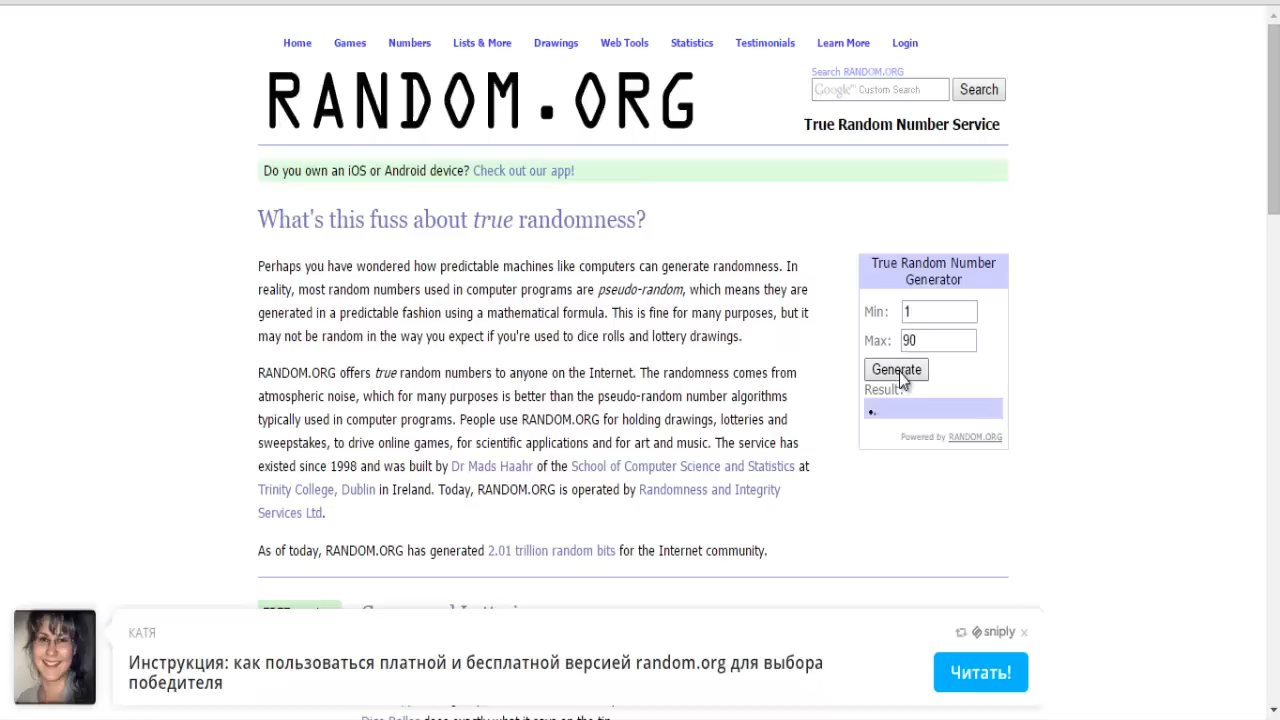 Home Games Numbers Lists & More Drawings Web Tools Statistics Testimonials Learn More Login
RANDOM.ORG
Search RANDOM.ORG
Google™ Custom Search Search
True Random Number Service
Do you own an iOS or Android device? Check out our app!
What's this fuss about true randomness?
Perhaps you have wondered how predictable machines like computers can generate randomness. In
reality, most random numbers used in computer programs are pseudo-random, which means they are
generated in a predictable fashion using a mathematical formula. This is fine for many purposes, but it
may not be random in the way you expect if you're used to dice rolls and lottery drawings.
RANDOM.ORG offers true random numbers to anyone on the Internet. The randomness comes from
atmospheric noise, which for many purposes is better than the pseudo-random number algorithms
typically used in computer programs. People use RANDOM.ORG for holding drawings, lotteries and
sweepstakes, to drive online games, for scientific applications and for art and music. The service has
existed since 1998 and was built by Dr Mads Haahr of the School of Computer Science and Statistics at
Trinity College, Dublin in Ireland. Today, RANDOM.ORG is operated by Randomness and Integrity
Services Ltd.
As of today, RANDOM.ORG has generated 2.01 trillion random bits for the Internet community.
True Random Number
Generator
Min: 1
Max: 90
Generate
Result:
Powered by RANDOM.ORG
КАТЯ
sniply x
Инструкция: как пользоваться платной и бесплатной версией random.org для выбора
победителя
Читать!